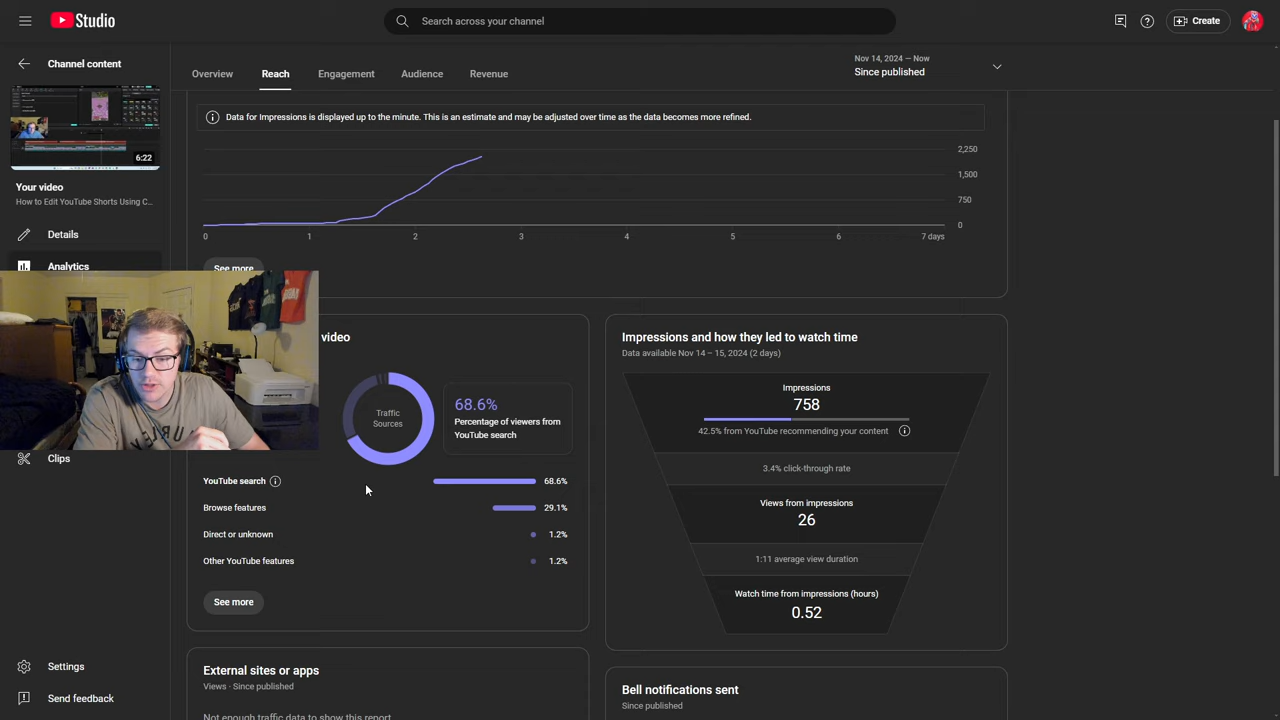 Studio
Search across your channel
Create
Channel content
6:22
Your video
How to Edit YouTube Shorts Using C...
Details
Analytics
Clips
Settings
Send feedback
Overview
Reach
Engagement
Audience
Revenue
Nov 14, 2024 — Now
Since published
Data for Impressions is displayed up to the minute. This is an estimate and may be adjusted over time as the data becomes more refined.
2,250
1,500
750
0
0
1
2
3
4
5
6
7 days
See more
video
Traffic
Sources
68.6%
Percentage of viewers from
YouTube search
YouTube search
68.6%
Browse features
29.1%
Direct or unknown
1.2%
Other YouTube features
1.2%
See more
Impressions and how they led to watch time
Data available Nov 14 – 15, 2024 (2 days)
Impressions
758
42.5% from YouTube recommending your content
3.4% click-through rate
Views from impressions
26
1:11 average view duration
Watch time from impressions (hours)
0.52
External sites or apps
Views · Since published
Not enough traffic data to show this report
Bell notifications sent
Since published